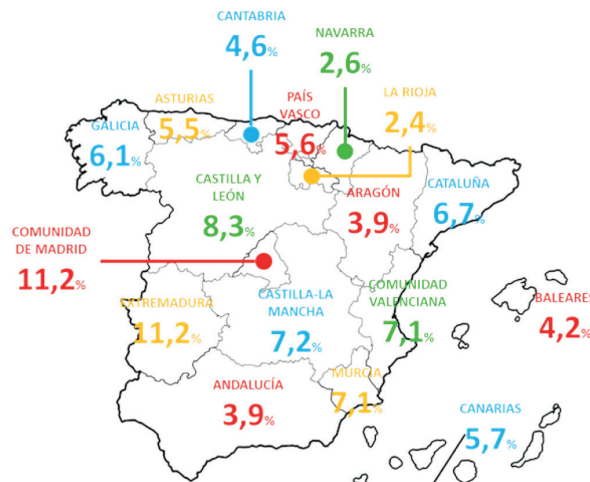 CANTABRIA
4,6%
NAVARRA
2,6%
ASTURIAS
5,5%
PAÍS
VASCO
5,6%
LA RIOJA
2,4%
GALICIA
6,1%
CASTILLA Y
LEÓN
8,3%
ARAGÓN
3,9%
CATALUÑA
6,7%
COMUNIDAD
DE MADRID
11,2%
EXTREMADURA
11,2%
CASTILLA-LA
MANCHA
7,2%
COMUNIDAD
VALENCIANA
7,1%
BALEARES
4,2%
ANDALUCÍA
3,9%
MURCIA
7,1%
CANARIAS
5,7%